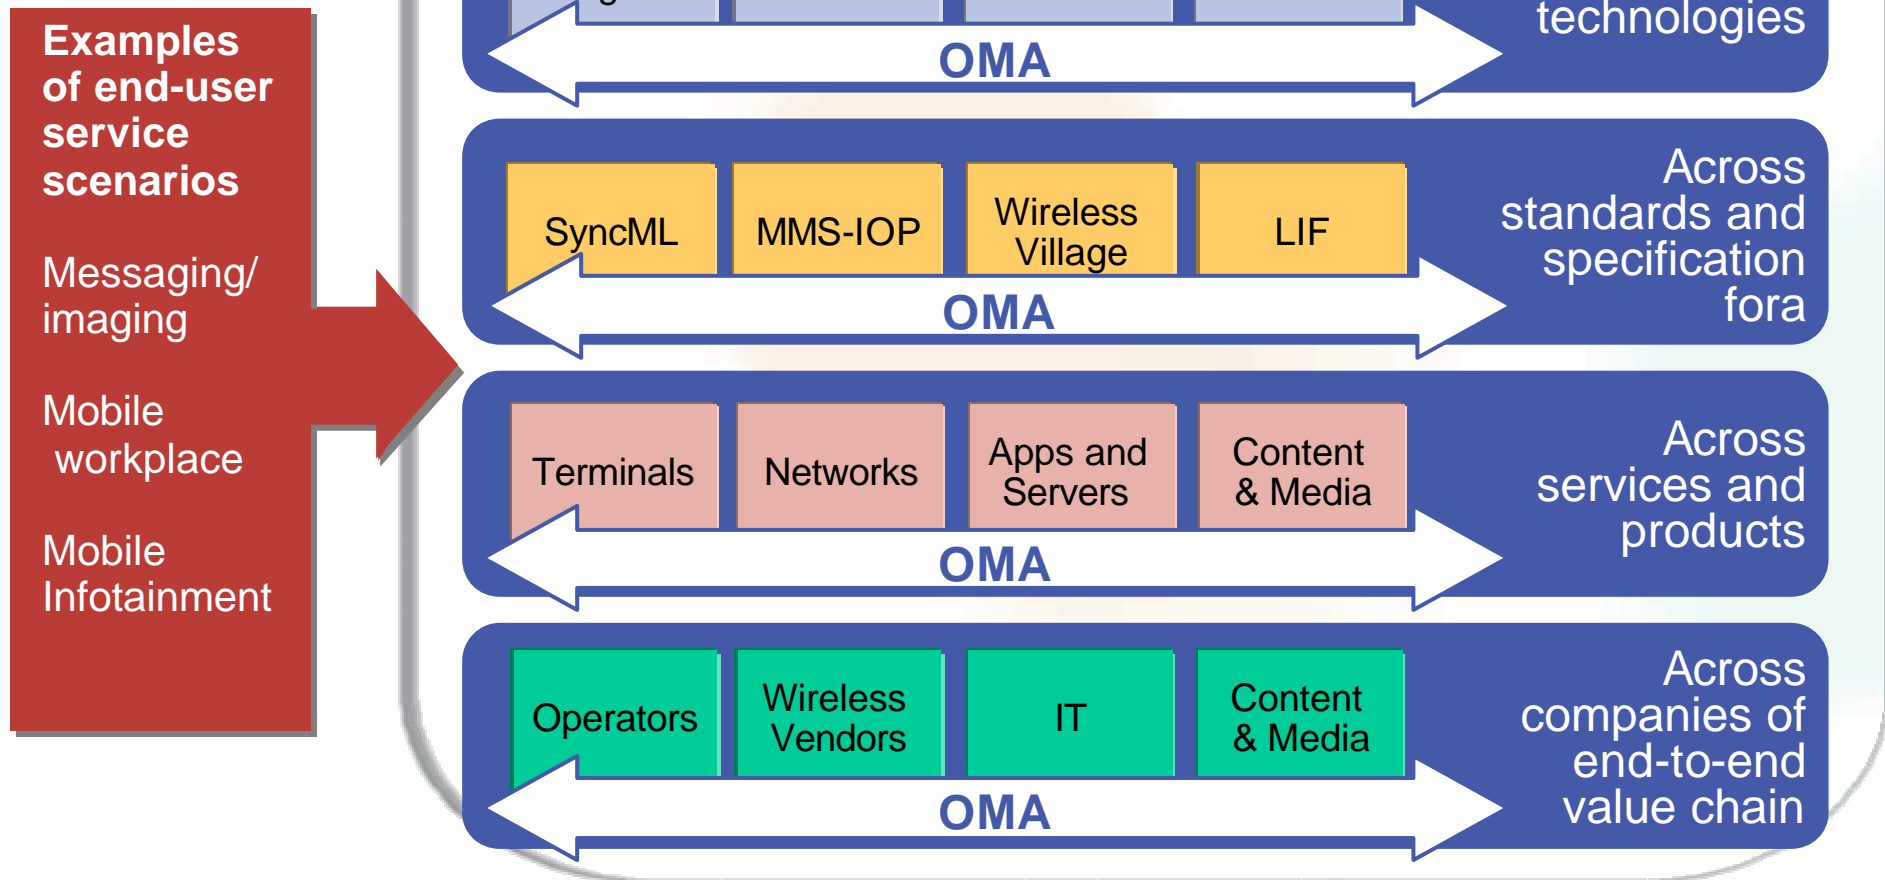 Examples
of end-user
service
scenarios
Messaging/
imaging
Mobile
workplace
Mobile
Infotainment
technologies
OMA
SyncML
MMS-IOP
Wireless
Village
LIF
OMA
Across
standards and
specification
fora
Terminals
Networks
Apps and
Servers
Content
& Media
OMA
Across
services and
products
Operators
Wireless
Vendors
IT
Content
& Media
OMA
Across
companies of
end-to-end
value chain